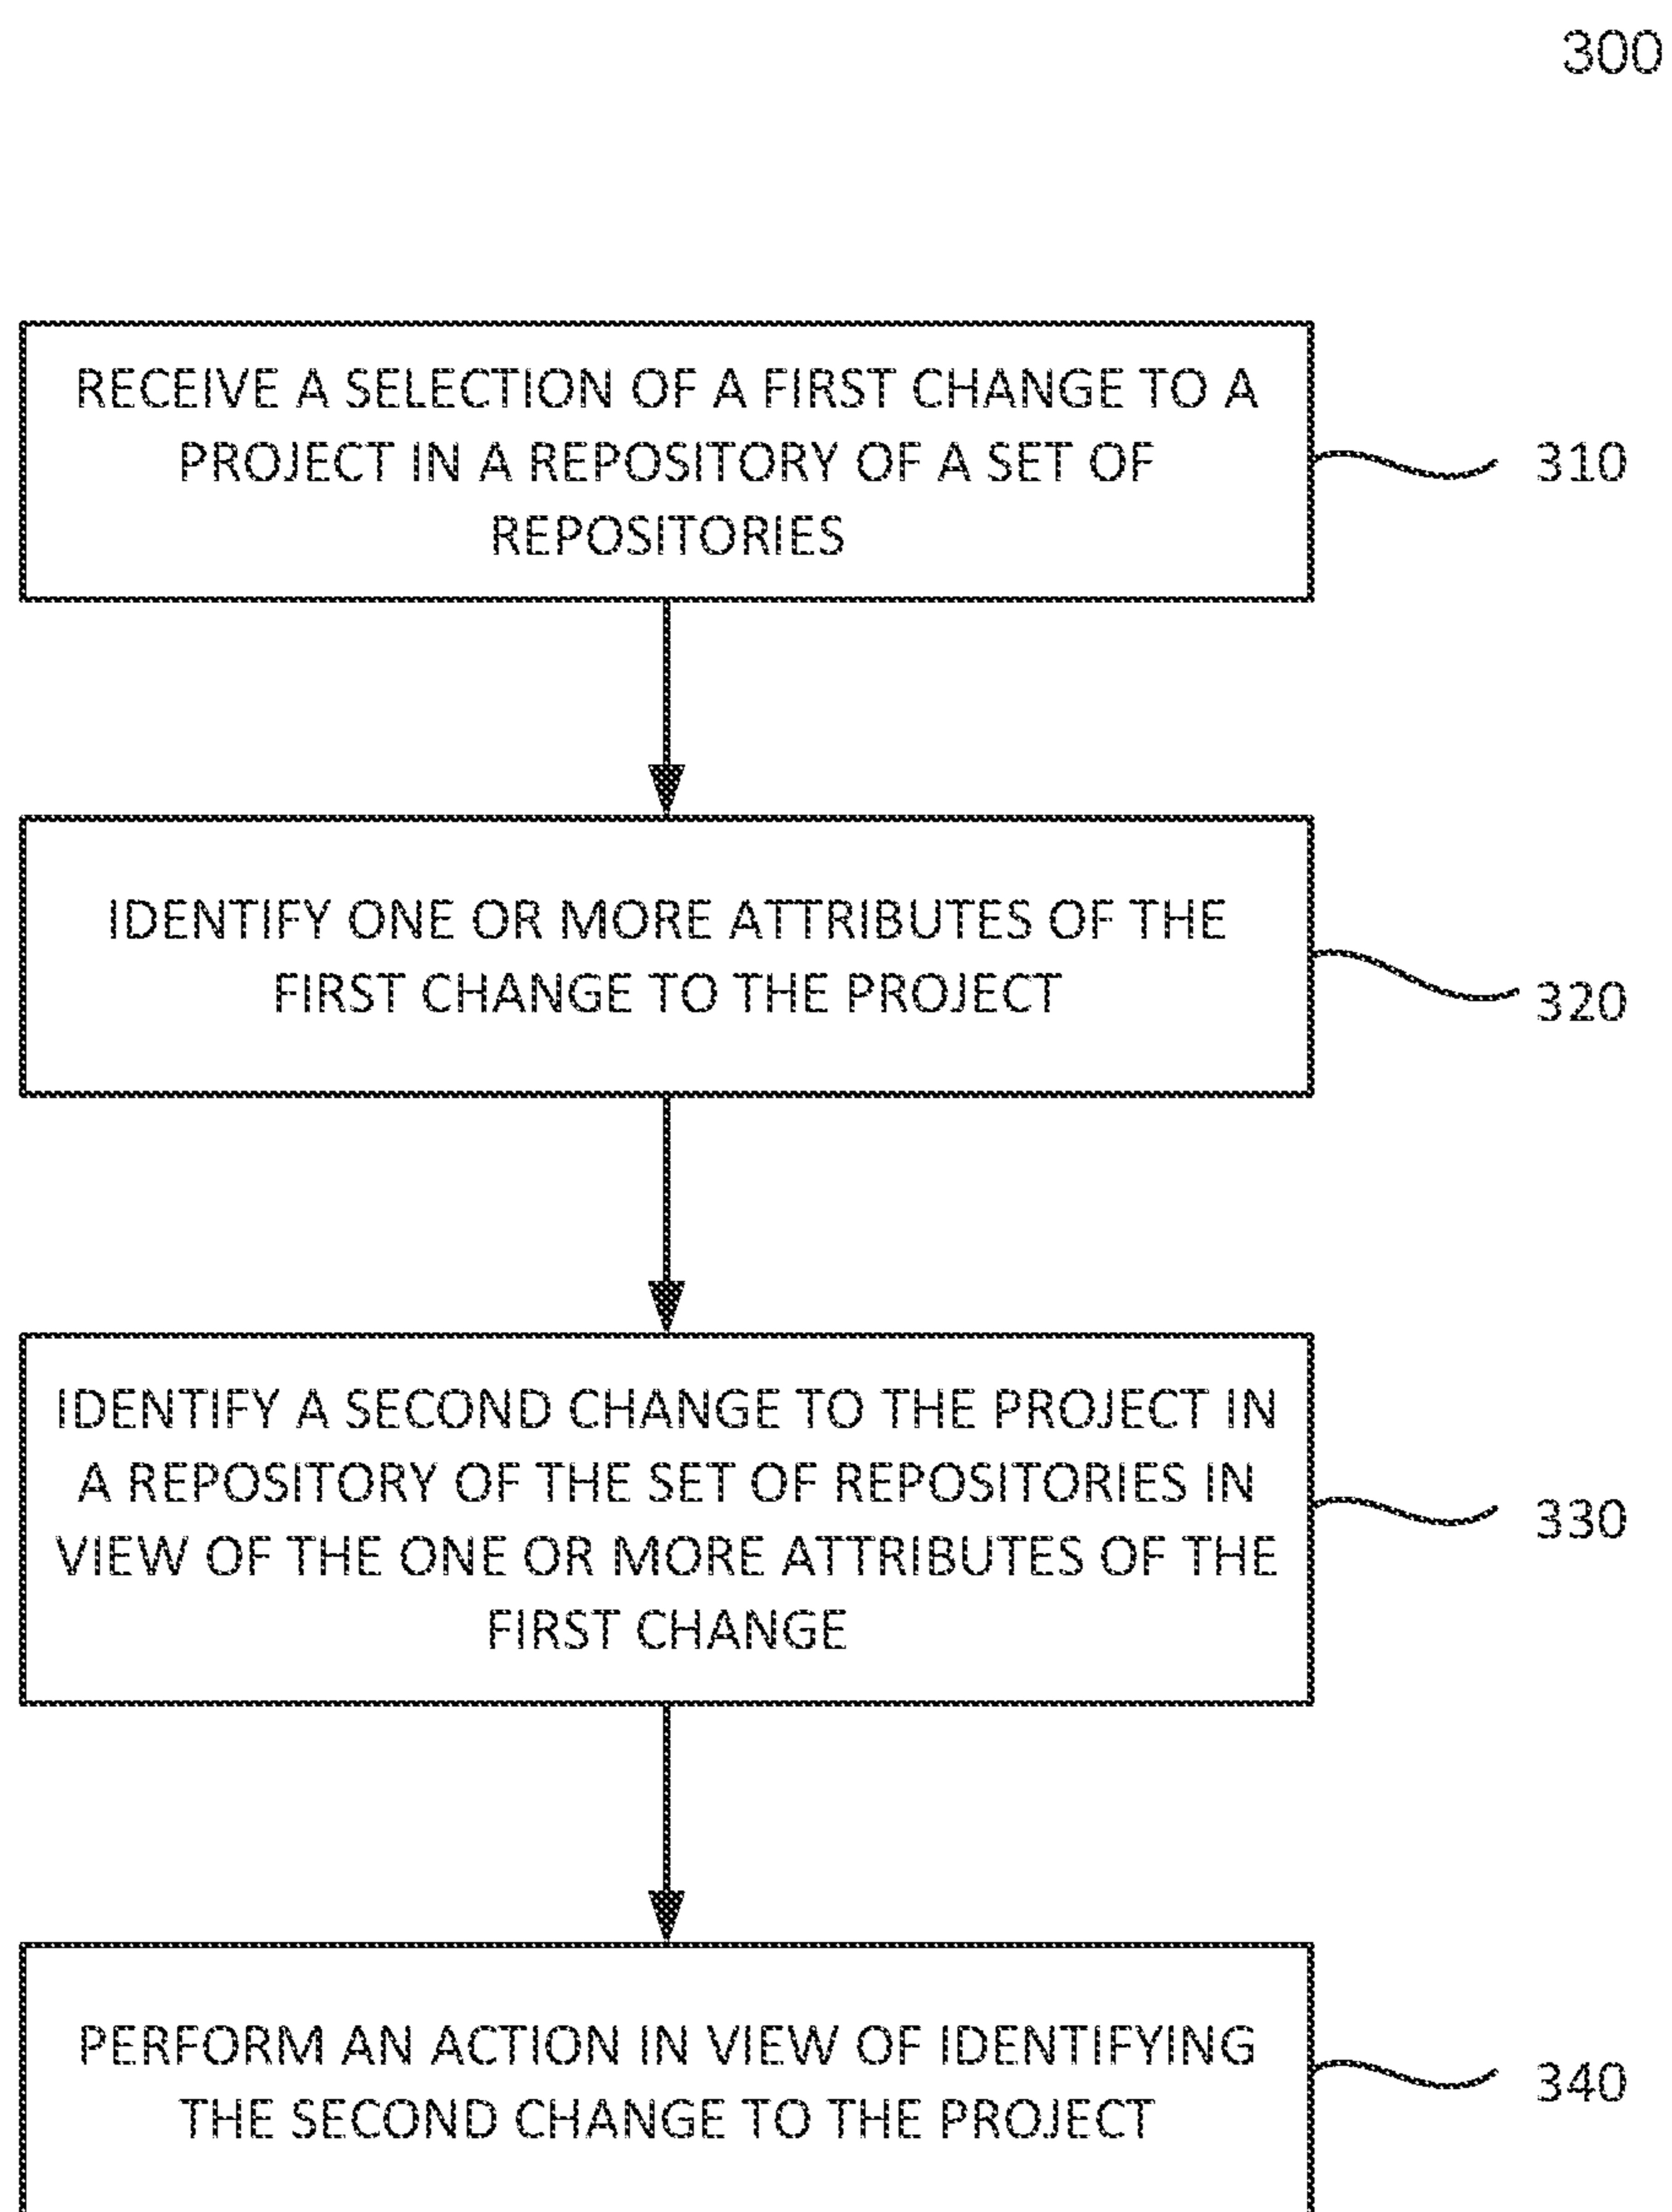 300
RECEIVE A SELECTION OF A FIRST CHANGE TO A
PROJECT IN A REPOSITORY OF A SET OF
REPOSITORIES
310
IDENTIFY ONE OR MORE ATTRIBUTES OF THE
FIRST CHANGE TO THE PROJECT
320
IDENTIFY A SECOND CHANGE TO THE PROJECT IN
A REPOSITORY OF THE SET OF REPOSITORIES IN
VIEW OF THE ONE OR MORE ATTRIBUTES OF THE
FIRST CHANGE
330
PERFORM AN ACTION IN VIEW OF IDENTIFYING
THE SECOND CHANGE TO THE PROJECT
340